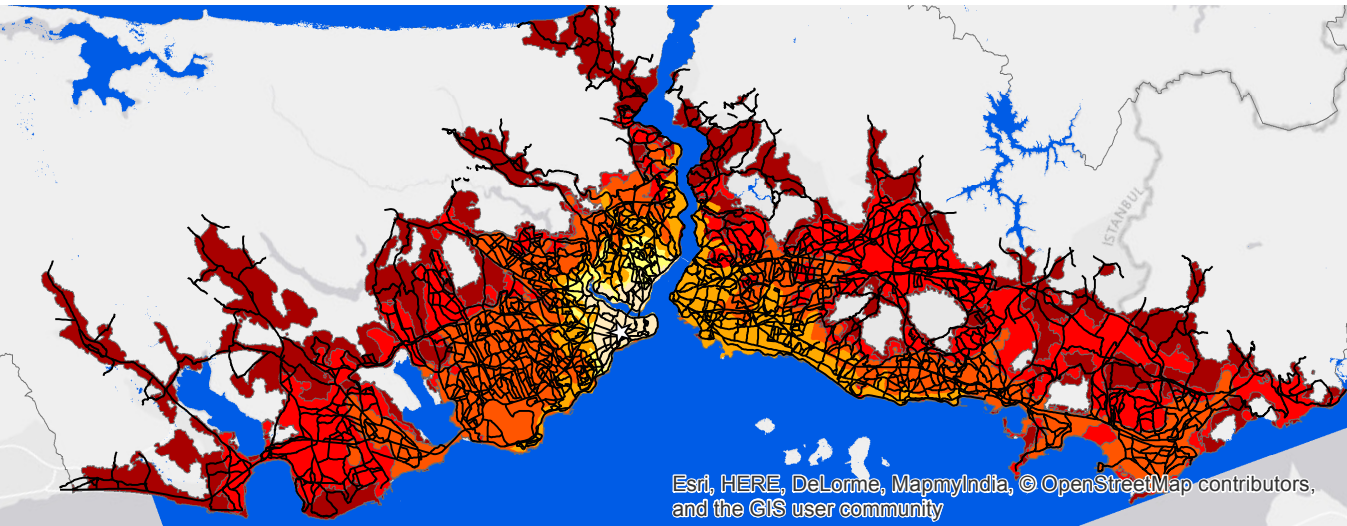 ISTANBUL
Esri, HERE, DeLorme, MapmyIndia, © OpenStreetMap contributors,
and the GIS user community